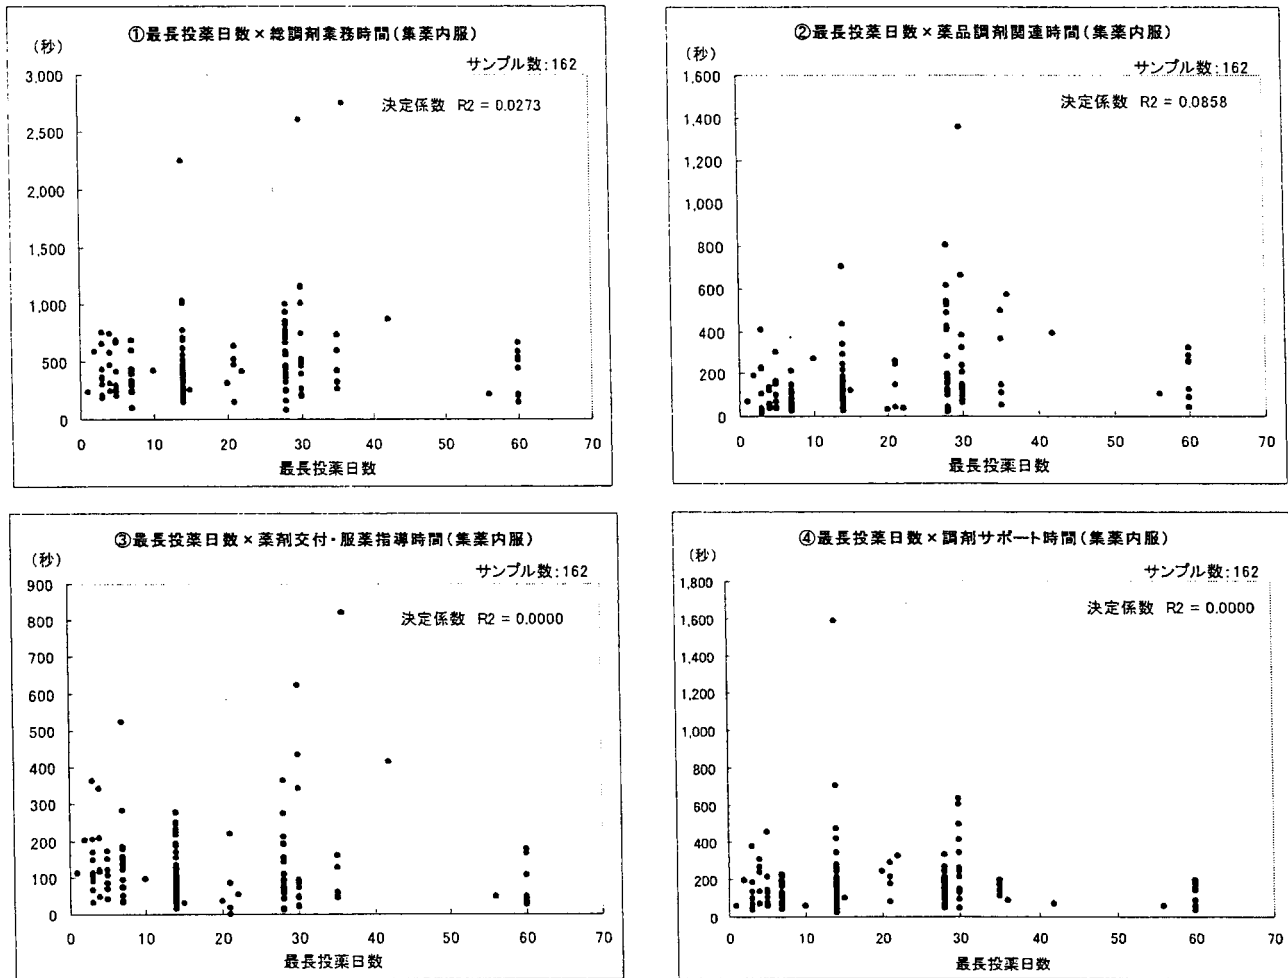 ①最長投薬日数×総調剤業務時間(集薬内服)
(秒)
サンプル数:162
決定係数 R2 = 0.0273
3,000
2,500
2,000
1,500
1,000
500
0
0 10 20 30 40 50 60 70
最長投薬日数
②最長投薬日数×薬品調剤関連時間(集薬内服)
(秒)
サンプル数:162
決定係数 R2 = 0.0858
1,600
1,400
1,200
1,000
800
600
400
200
0
0 10 20 30 40 50 60 70
最長投薬日数
③最長投薬日数×薬剤交付・服薬指導時間(集薬内服)
(秒)
サンプル数:162
決定係数 R2 = 0.0000
900
800
700
600
500
400
300
200
100
0
0 10 20 30 40 50 60 70
最長投薬日数
④最長投薬日数×調剤サポート時間(集薬内服)
(秒)
サンプル数:162
決定係数 R2 = 0.0000
1,800
1,600
1,400
1,200
1,000
800
600
400
200
0
0 10 20 30 40 50 60 70
最長投薬日数